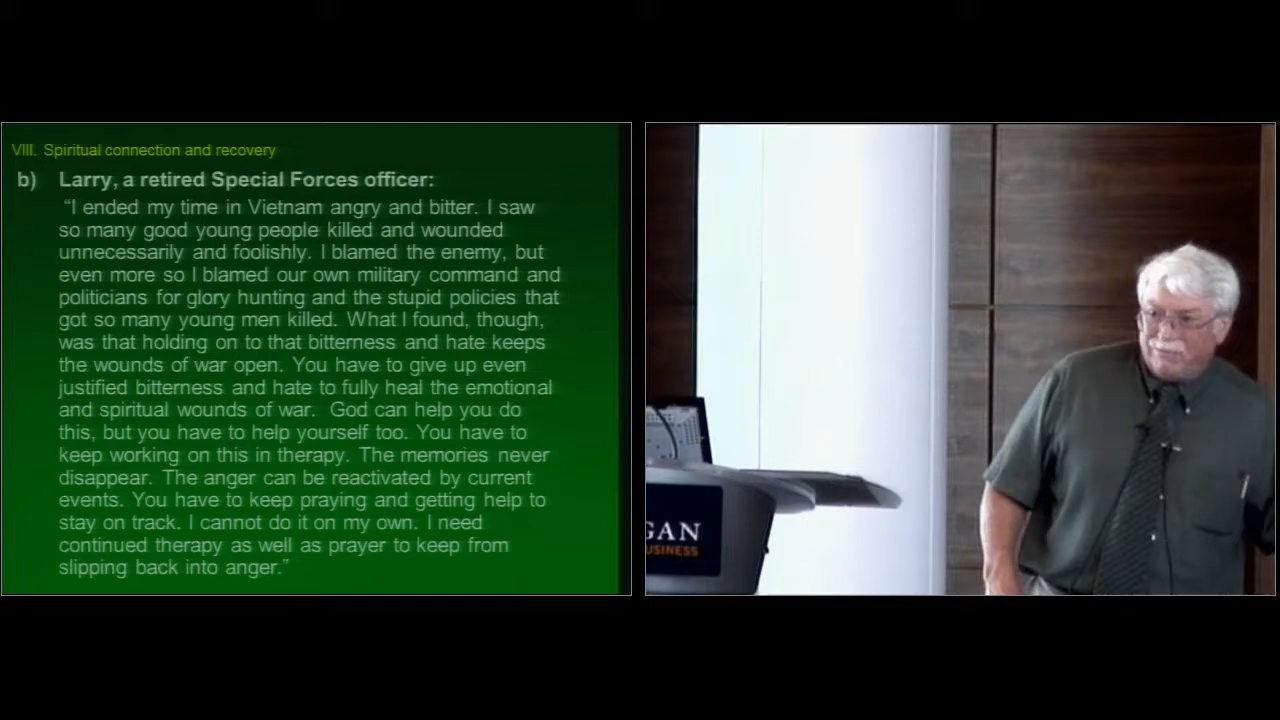 VIII. Spiritual connection and recovery
b) Larry, a retired Special Forces officer:
“I ended my time in Vietnam angry and bitter. I saw
so many good young people killed and wounded
unnecessarily and foolishly. I blamed the enemy, but
even more so I blamed our own military command and
politicians for glory hunting and the stupid policies that
got so many young men killed. What I found, though,
was that holding on to that bitterness and hate keeps
the wounds of war open. You have to give up even
justified bitterness and hate to fully heal the emotional
and spiritual wounds of war. God can help you do
this, but you have to help yourself too. You have to
keep working on this in therapy. The memories never
disappear. The anger can be reactivated by current
events. You have to keep praying and getting help to
stay on track. I cannot do it on my own. I need
continued therapy as well as prayer to keep from
slipping back into anger.”
GAN
USINESS